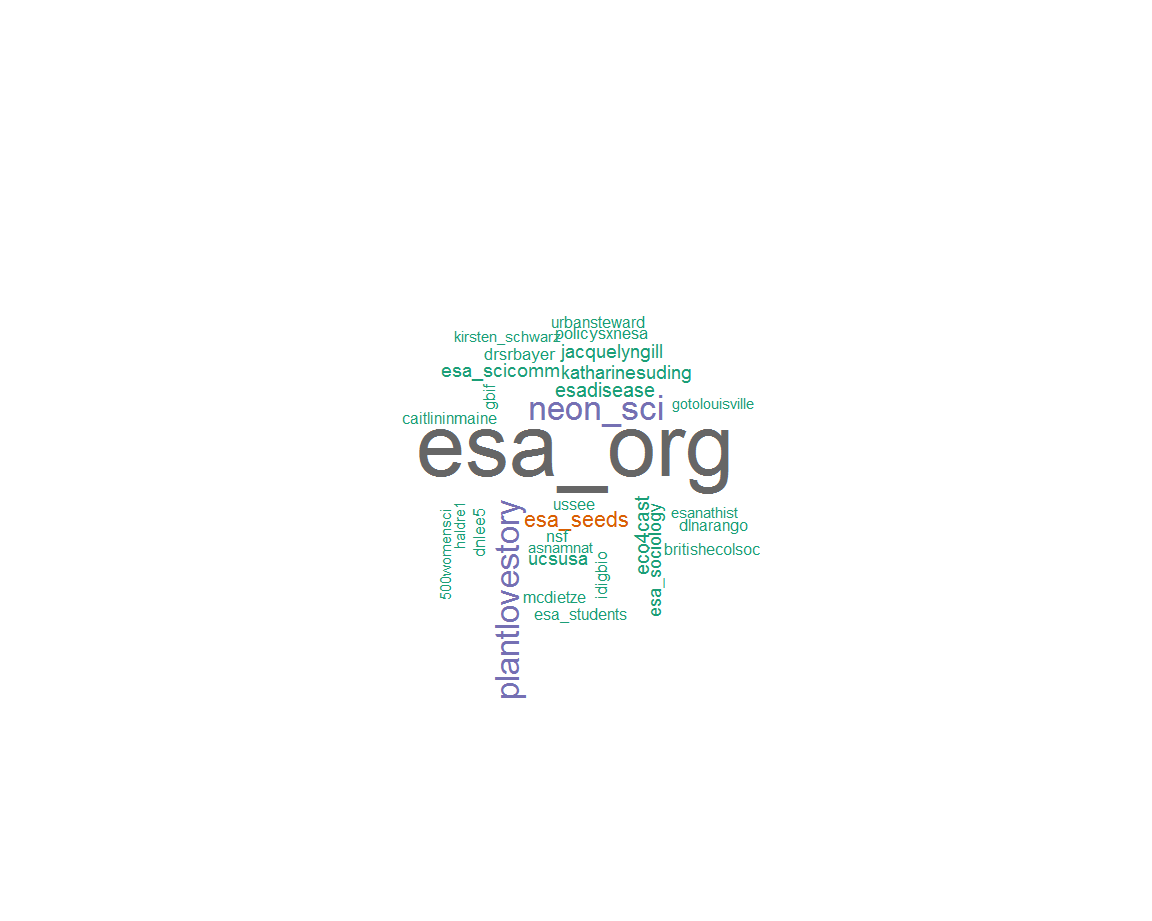 urbansteward
policysxnesa
kirsten_schwarz
jacquelyngill
drsrbayer
esa_scicomm
katharinesuding
esadisease
gbif
neon_sci
gotolouisville
caitlininmaine
esa_org
plantlovestory
ussee
esa_seeds
nsf
asnamnat
ucsusa
idigbio
mcdietze
esa_students
500womensci
haldre1
dnlee5
eco4cast
esa_sociology
esanathist
dlnarango
britishecolsoc